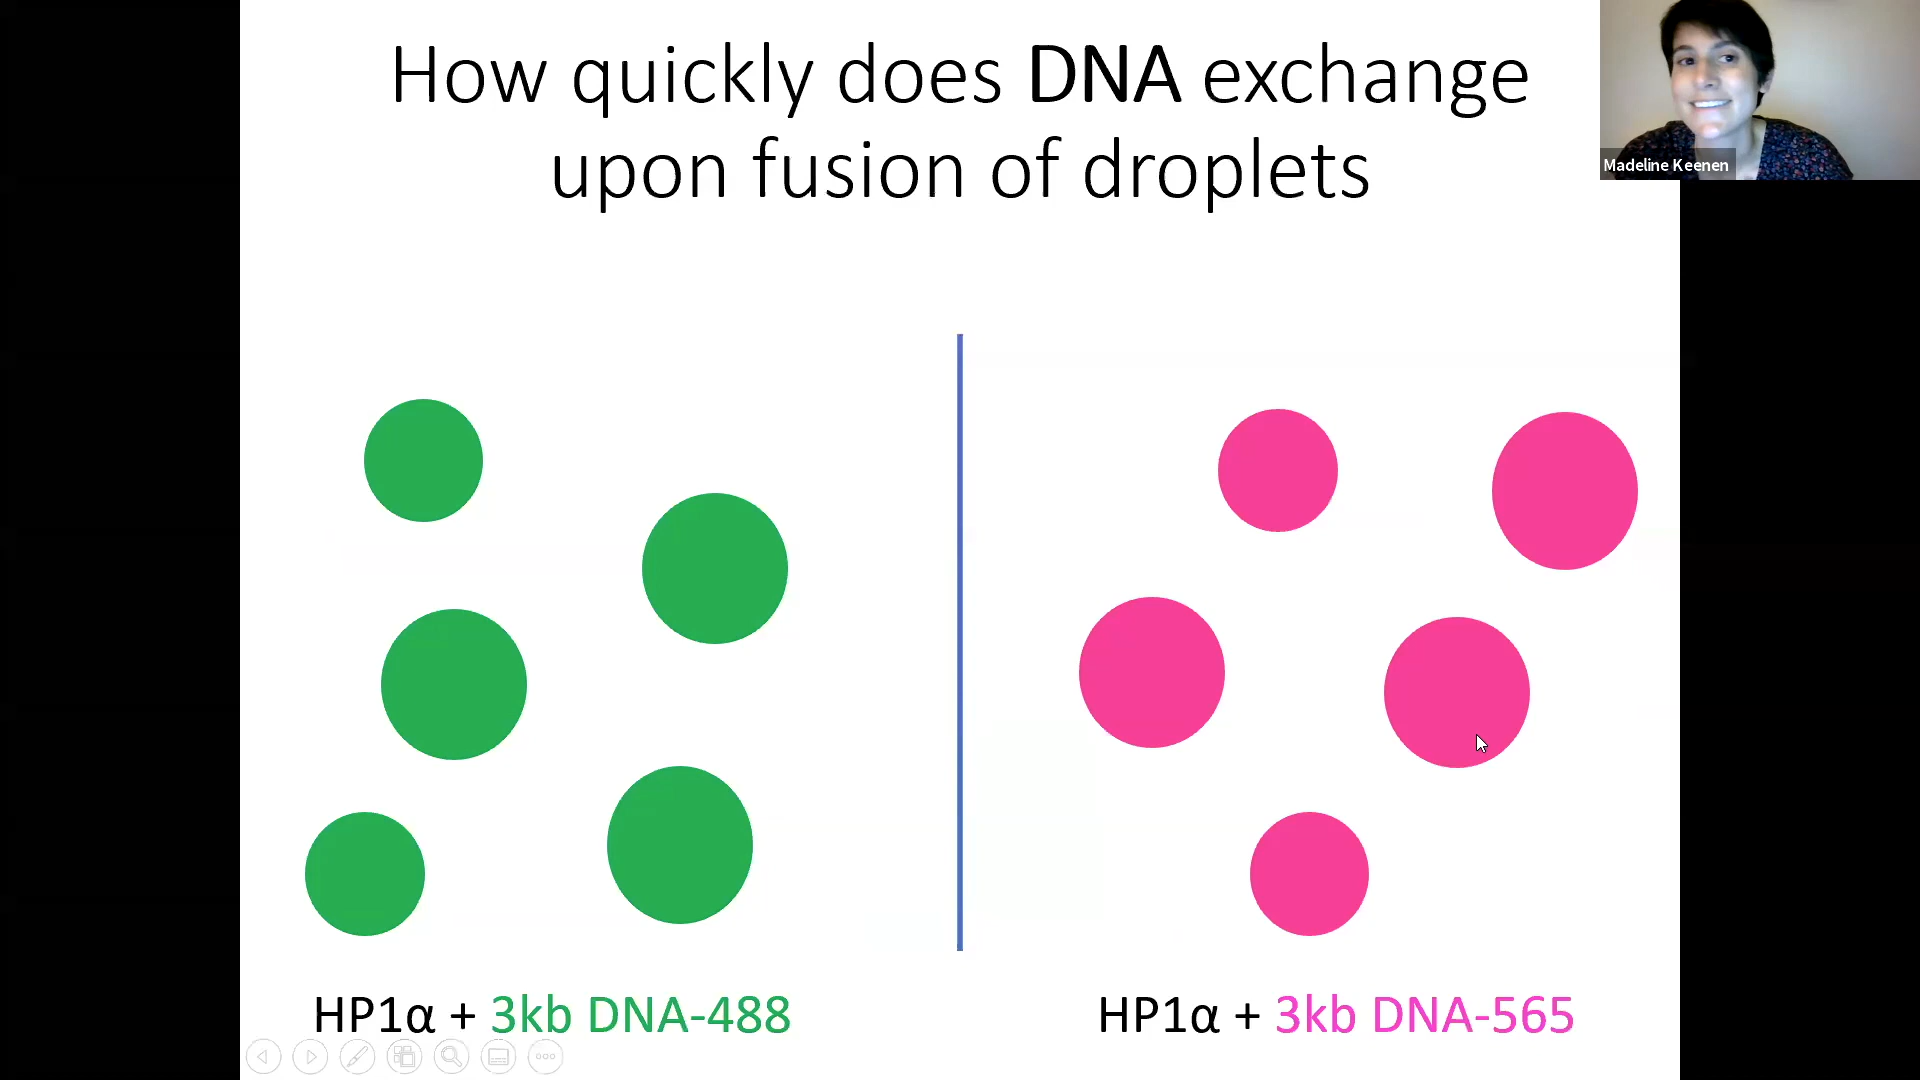 How quickly does DNA exchange
upon fusion of droplets
Madeline Keenen
HP1α + 3kb DNA-488
HP1α + 3kb DNA-565